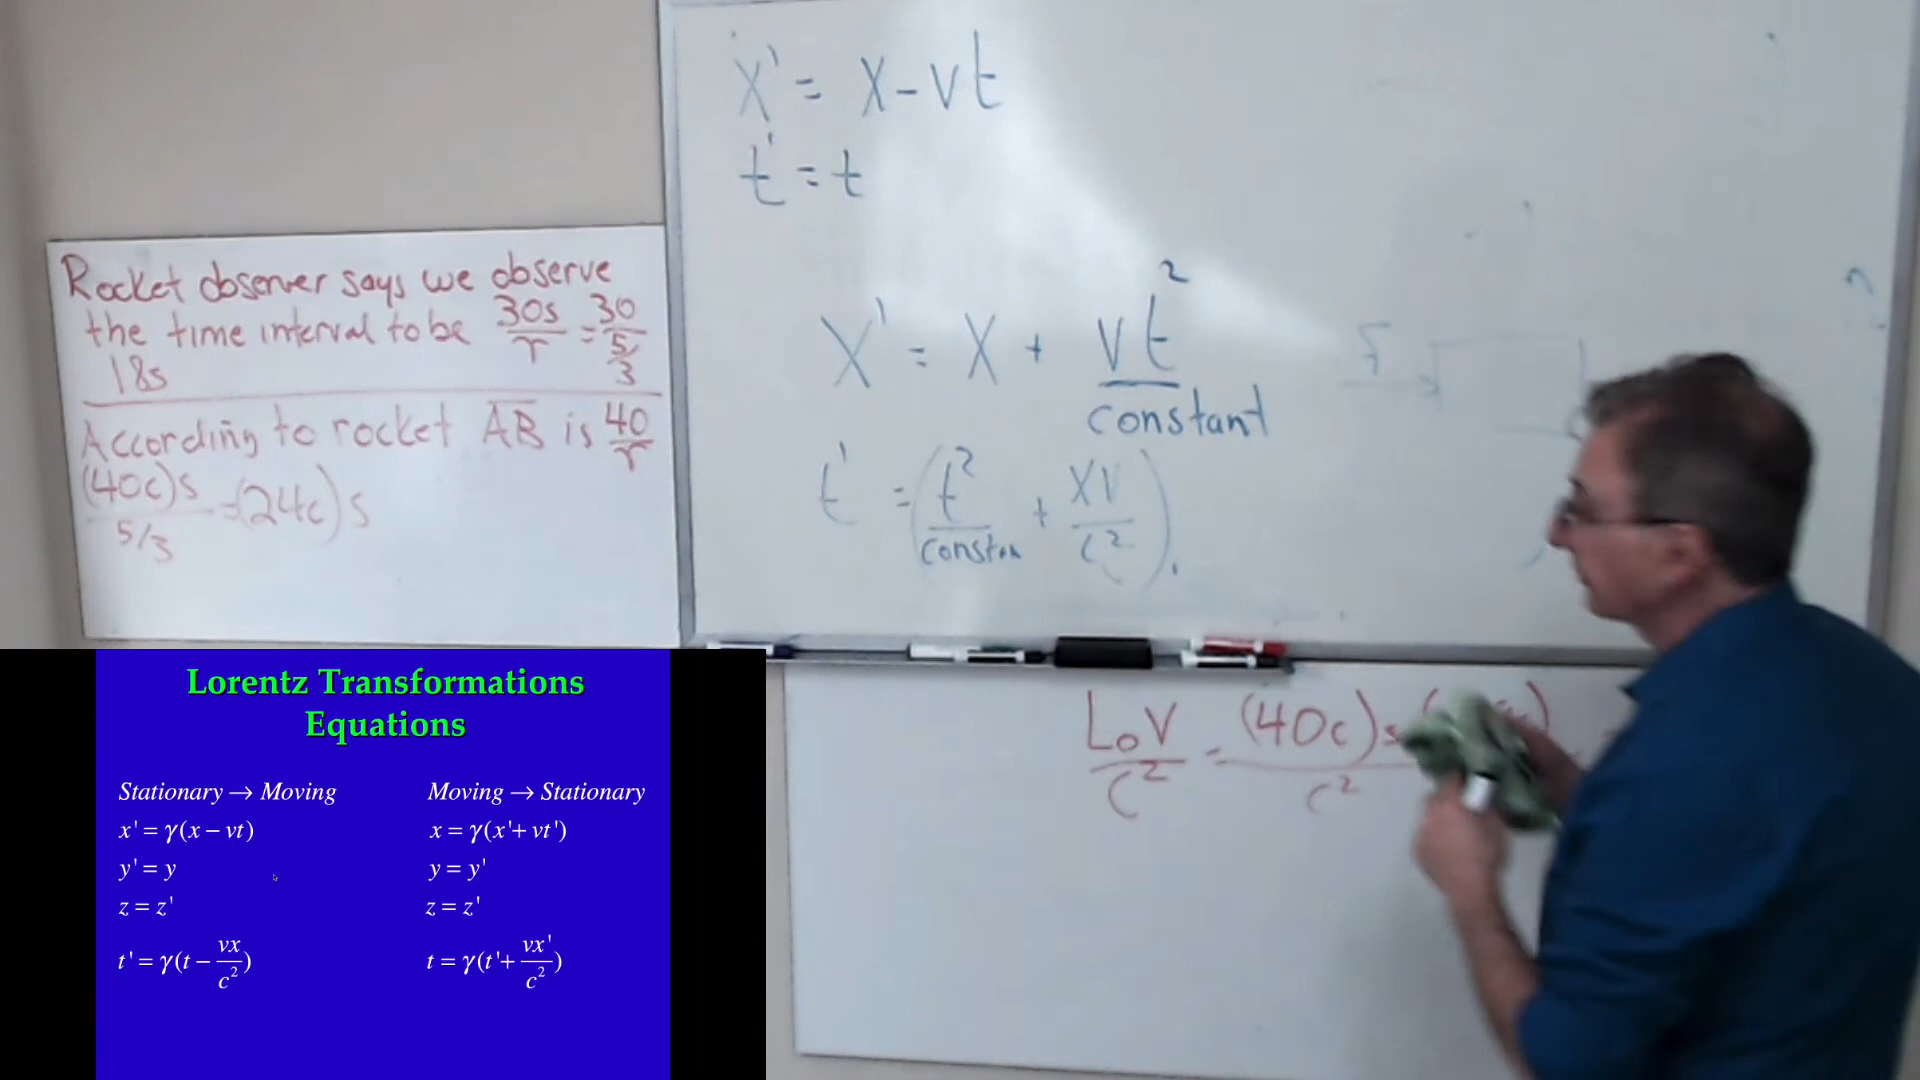 x' = x - vt
t' = t
x' = x + vt²
constant
t' = (t² + xv)
consta c²
F
Rocket observer says we observe
the time interval to be 30s = 30
r 5/3
18s
According to rocket AB is 40
r
(40c)s = (24c)s
5/3
L₀V = (40c)s
c² c²
Lorentz Transformations
Equations
Stationary → Moving
x' = γ(x − vt)
y' = y
z = z'
t' = γ(t − vx/c²)
Moving → Stationary
x = γ(x'+ vt')
y = y'
z = z'
t = γ(t'+ vx'/c²)